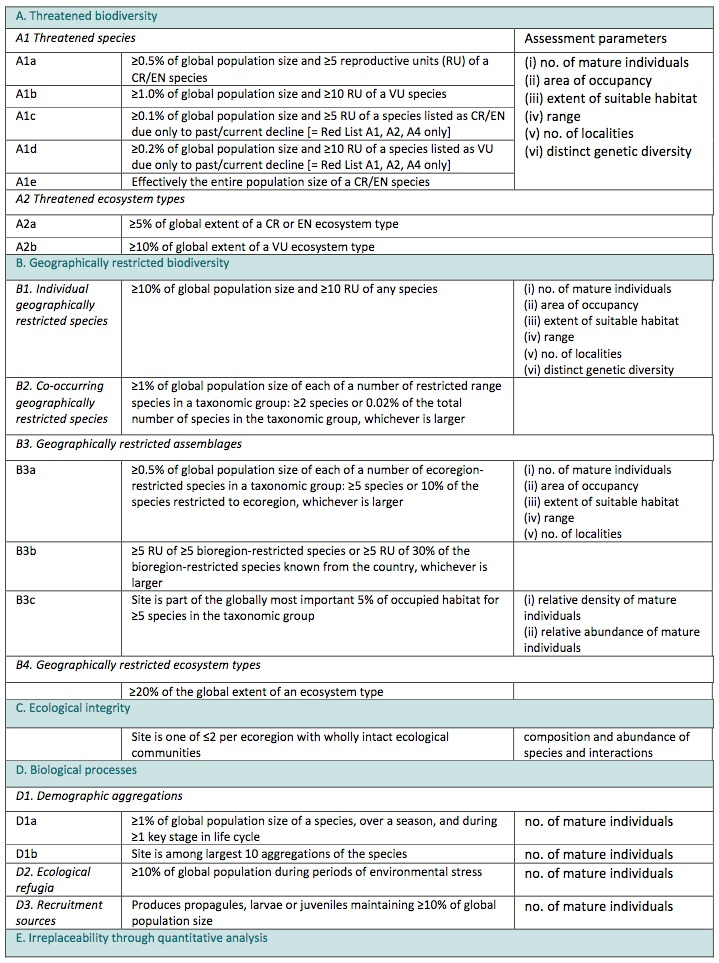 A. Threatened biodiversity
A1 Threatened species
Assessment parameters
A1a
≥0.5% of global population size and ≥5 reproductive units (RU) of a
CR/EN species
(i) no. of mature individuals
(ii) area of occupancy
(iii) extent of suitable habitat
(iv) range
(v) no. of localities
(vi) distinct genetic diversity
A1b
≥1.0% of global population size and ≥10 RU of a VU species
A1c
≥0.1% of global population size and ≥5 RU of a species listed as CR/EN
due only to past/current decline [= Red List A1, A2, A4 only]
A1d
≥0.2% of global population size and ≥10 RU of a species listed as VU
due only to past/current decline [= Red List A1, A2, A4 only]
A1e
Effectively the entire population size of a CR/EN species
A2 Threatened ecosystem types
A2a
≥5% of global extent of a CR or EN ecosystem type
A2b
≥10% of global extent of a VU ecosystem type
B. Geographically restricted biodiversity
B1. Individual
geographically
restricted species
≥10% of global population size and ≥10 RU of any species
(i) no. of mature individuals
(ii) area of occupancy
(iii) extent of suitable habitat
(iv) range
(v) no. of localities
(vi) distinct genetic diversity
B2. Co-occurring
geographically
restricted species
≥1% of global population size of each of a number of restricted range
species in a taxonomic group: ≥2 species or 0.02% of the total
number of species in the taxonomic group, whichever is larger
B3. Geographically restricted assemblages
B3a
≥0.5% of global population size of each of a number of ecoregion-
restricted species in a taxonomic group: ≥5 species or 10% of the
species restricted to ecoregion, whichever is larger
(i) no. of mature individuals
(ii) area of occupancy
(iii) extent of suitable habitat
(iv) range
(v) no. of localities
B3b
≥5 RU of ≥5 bioregion-restricted species or ≥5 RU of 30% of the
bioregion-restricted species known from the country, whichever is
larger
B3c
Site is part of the globally most important 5% of occupied habitat for
≥5 species in the taxonomic group
(i) relative density of mature
individuals
(ii) relative abundance of mature
individuals
B4. Geographically restricted ecosystem types
≥20% of the global extent of an ecosystem type
C. Ecological integrity
Site is one of ≤2 per ecoregion with wholly intact ecological
communities
composition and abundance of
species and interactions
D. Biological processes
D1. Demographic aggregations
D1a
≥1% of global population size of a species, over a season, and during
≥1 key stage in life cycle
no. of mature individuals
D1b
Site is among largest 10 aggregations of the species
no. of mature individuals
D2. Ecological
refugia
≥10% of global population during periods of environmental stress
no. of mature individuals
D3. Recruitment
sources
Produces propagules, larvae or juveniles maintaining ≥10% of global
population size
no. of mature individuals
E. Irreplaceability through quantitative analysis